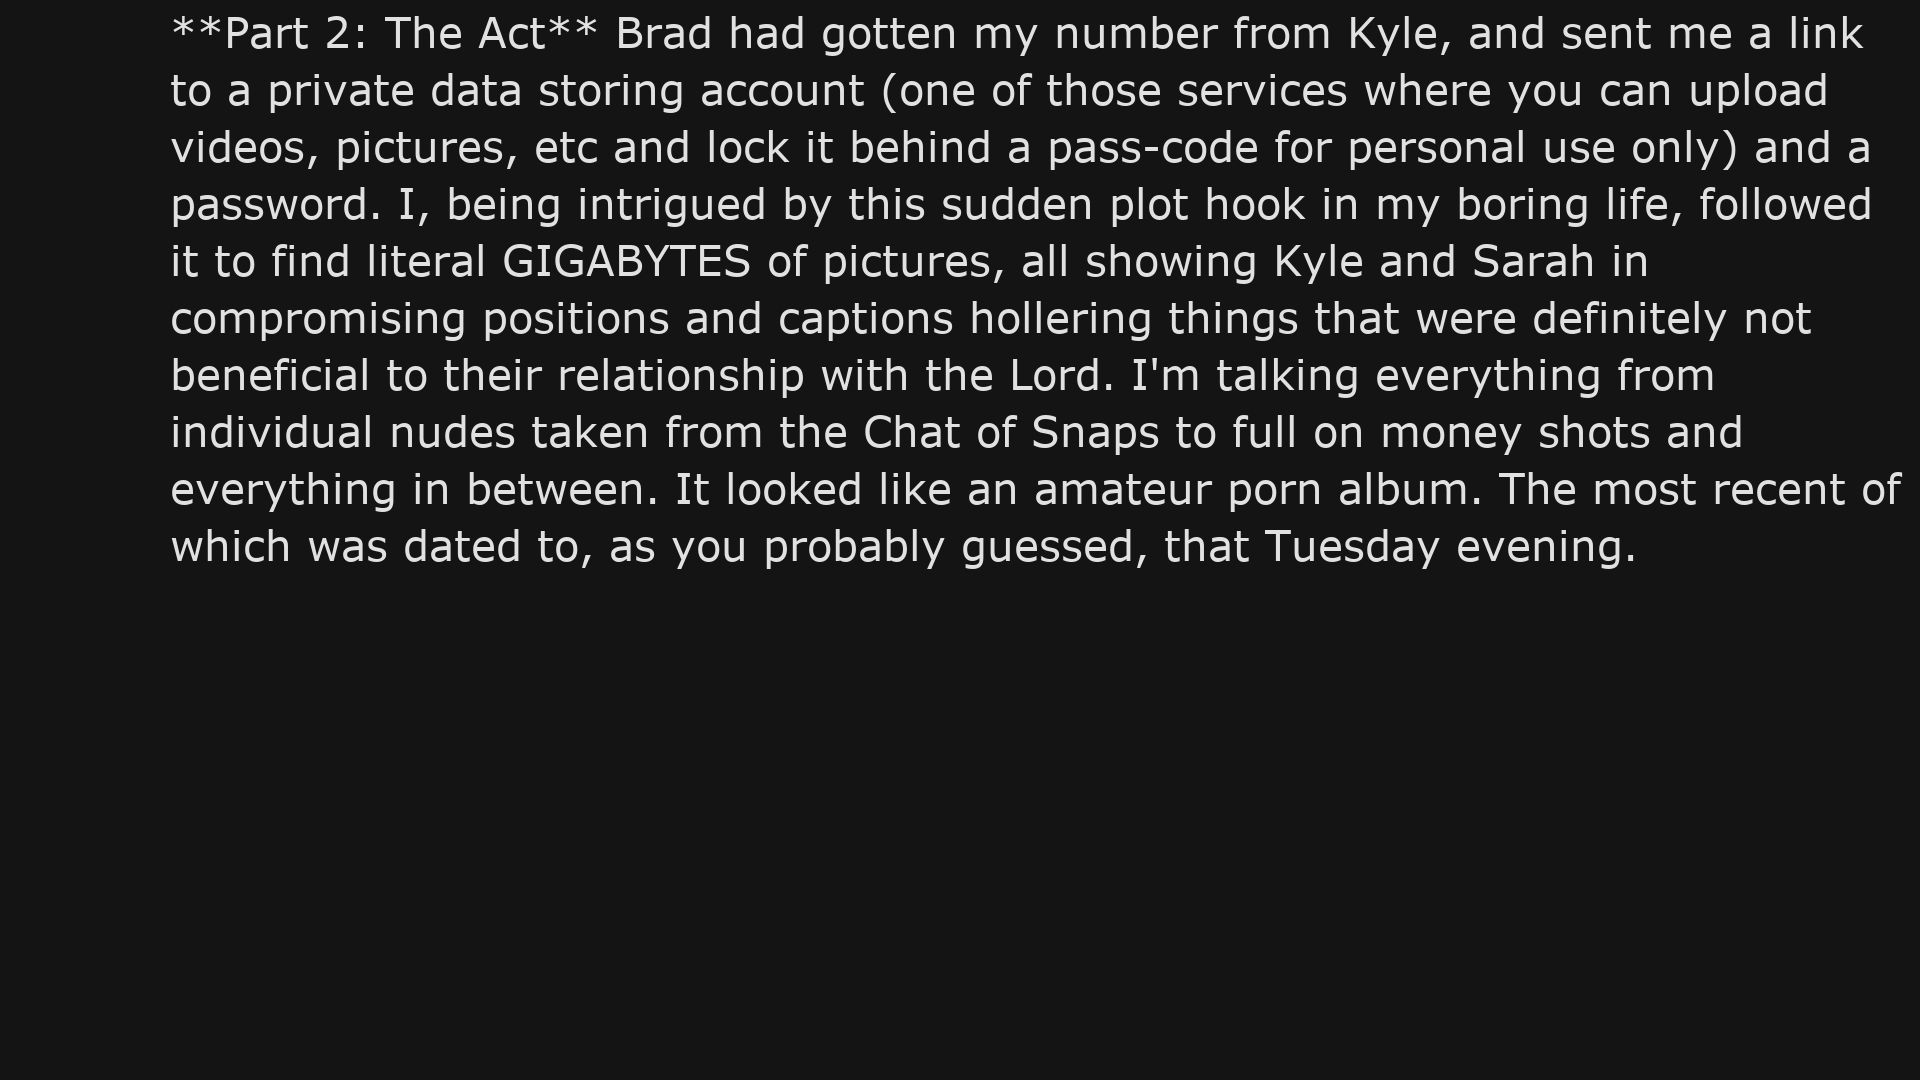 **Part 2: The Act** Brad had gotten my number from Kyle, and sent me a link
to a private data storing account (one of those services where you can upload
videos, pictures, etc and lock it behind a pass-code for personal use only) and a
password. I, being intrigued by this sudden plot hook in my boring life, followed
it to find literal GIGABYTES of pictures, all showing Kyle and Sarah in
compromising positions and captions hollering things that were definitely not
beneficial to their relationship with the Lord. I'm talking everything from
individual nudes taken from the Chat of Snaps to full on money shots and
everything in between. It looked like an amateur porn album. The most recent of
which was dated to, as you probably guessed, that Tuesday evening.